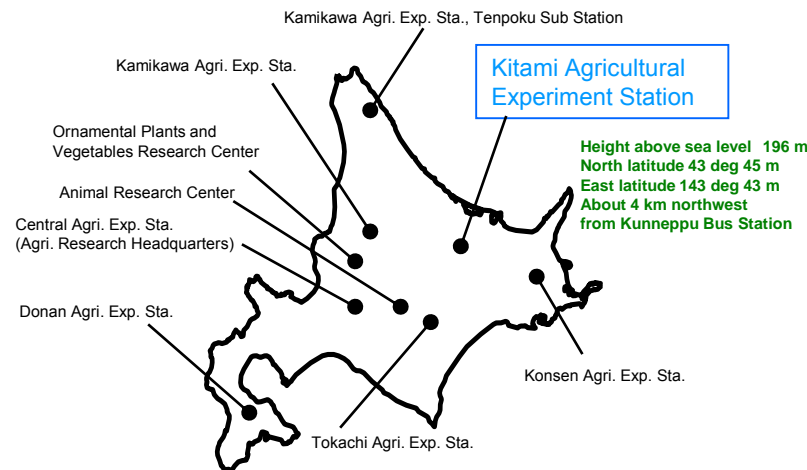 Kamikawa Agri. Exp. Sta., Tenpoku Sub Station
Kamikawa Agri. Exp. Sta.
Kitami Agricultural
Experiment Station
Ornamental Plants and
Vegetables Research Center
Height above sea level 196 m
North latitude 43 deg 45 m
East latitude 143 deg 43 m
About 4 km northwest
from Kunneppu Bus Station
Animal Research Center
Central Agri. Exp. Sta.
(Agri. Research Headquarters)
Donan Agri. Exp. Sta.
Konsen Agri. Exp. Sta.
Tokachi Agri. Exp. Sta.